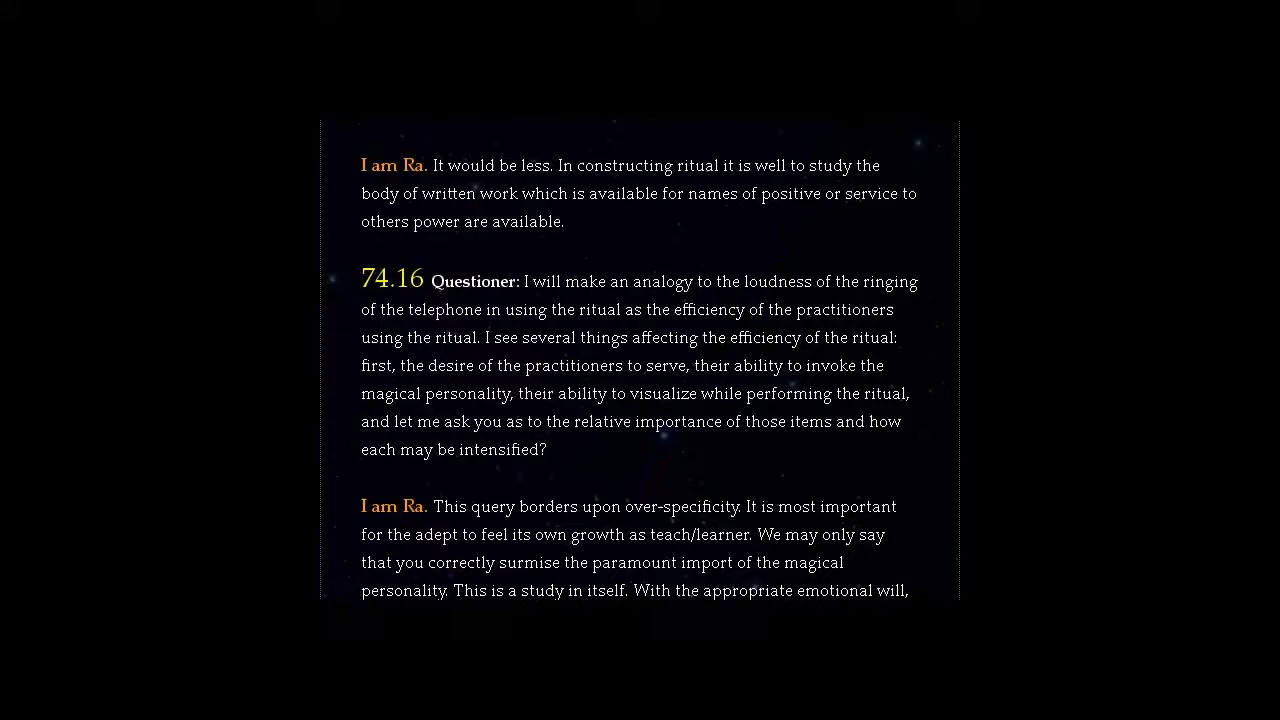 I am Ra. It would be less. In constructing ritual it is well to study the
body of written work which is available for names of positive or service to
others power are available.
74.16 Questioner: I will make an analogy to the loudness of the ringing
of the telephone in using the ritual as the efficiency of the practitioners
using the ritual. I see several things affecting the efficiency of the ritual:
first, the desire of the practitioners to serve, their ability to invoke the
magical personality, their ability to visualize while performing the ritual,
and let me ask you as to the relative importance of those items and how
each may be intensified?
I am Ra. This query borders upon over-specificity. It is most important
for the adept to feel its own growth as teach/learner. We may only say
that you correctly surmise the paramount import of the magical
personality. This is a study in itself. With the appropriate emotional will,